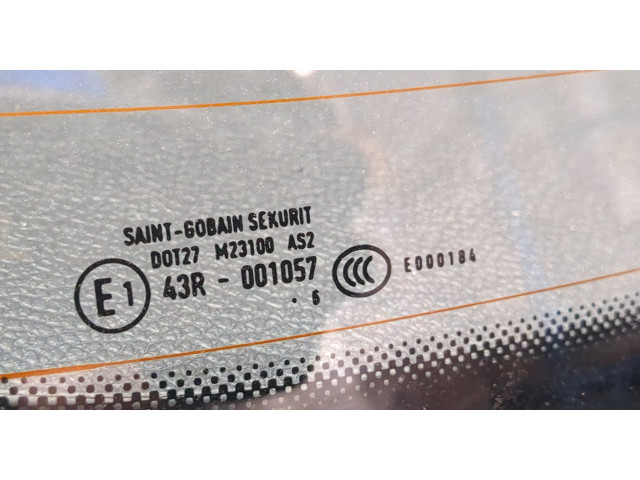 SAINT-GOBAIN SEKURIT
DOT27 M23100 AS2
E1 43R - 001057 CCC E000184
. 6